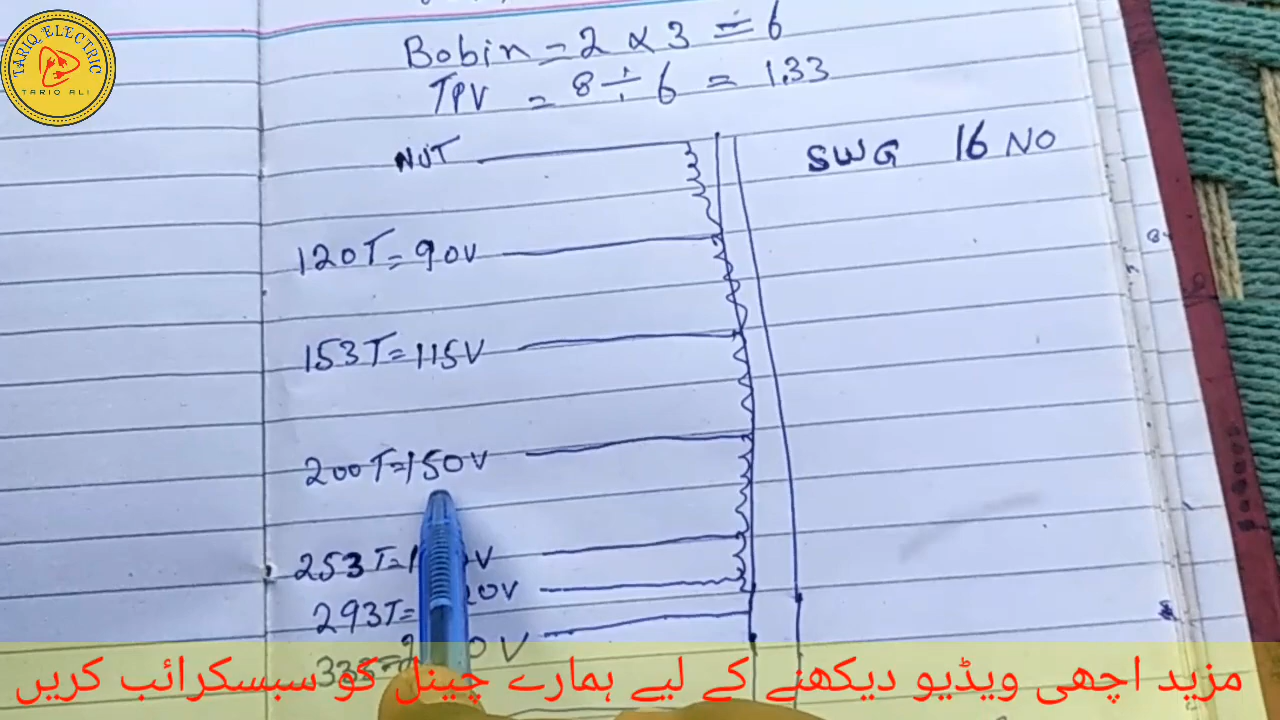 TARIQ ELECTRIC
TARIQ ALI
Bobin = 2 × 3 = 6
TPV = 8 ÷ 6 = 1.33
NUT
SWG 16 NO
120T = 90V
153T = 115V
200T = 150V
253T =
293T =
مزید اچھی ویڈیو دیکھنے کے لیے ہمارے چینل کو سبسکرائب کریں